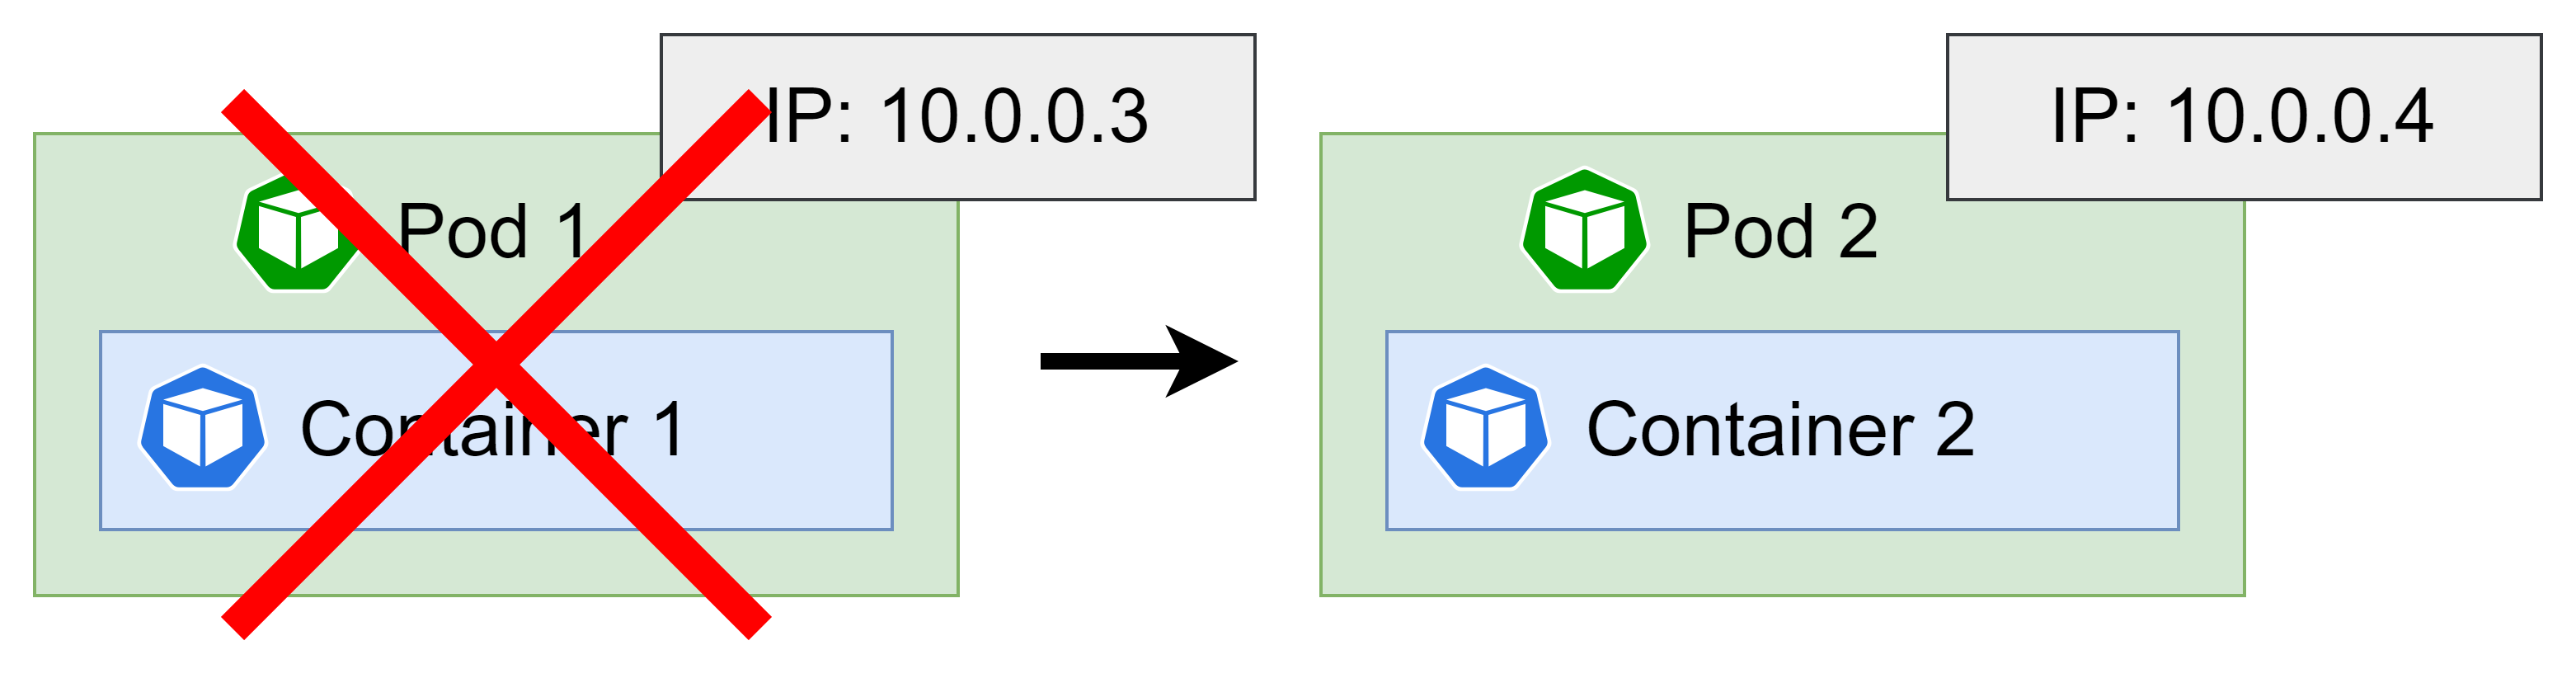 IP: 10.0.0.3
Pod 1
Container 1
IP: 10.0.0.4
Pod 2
Container 2